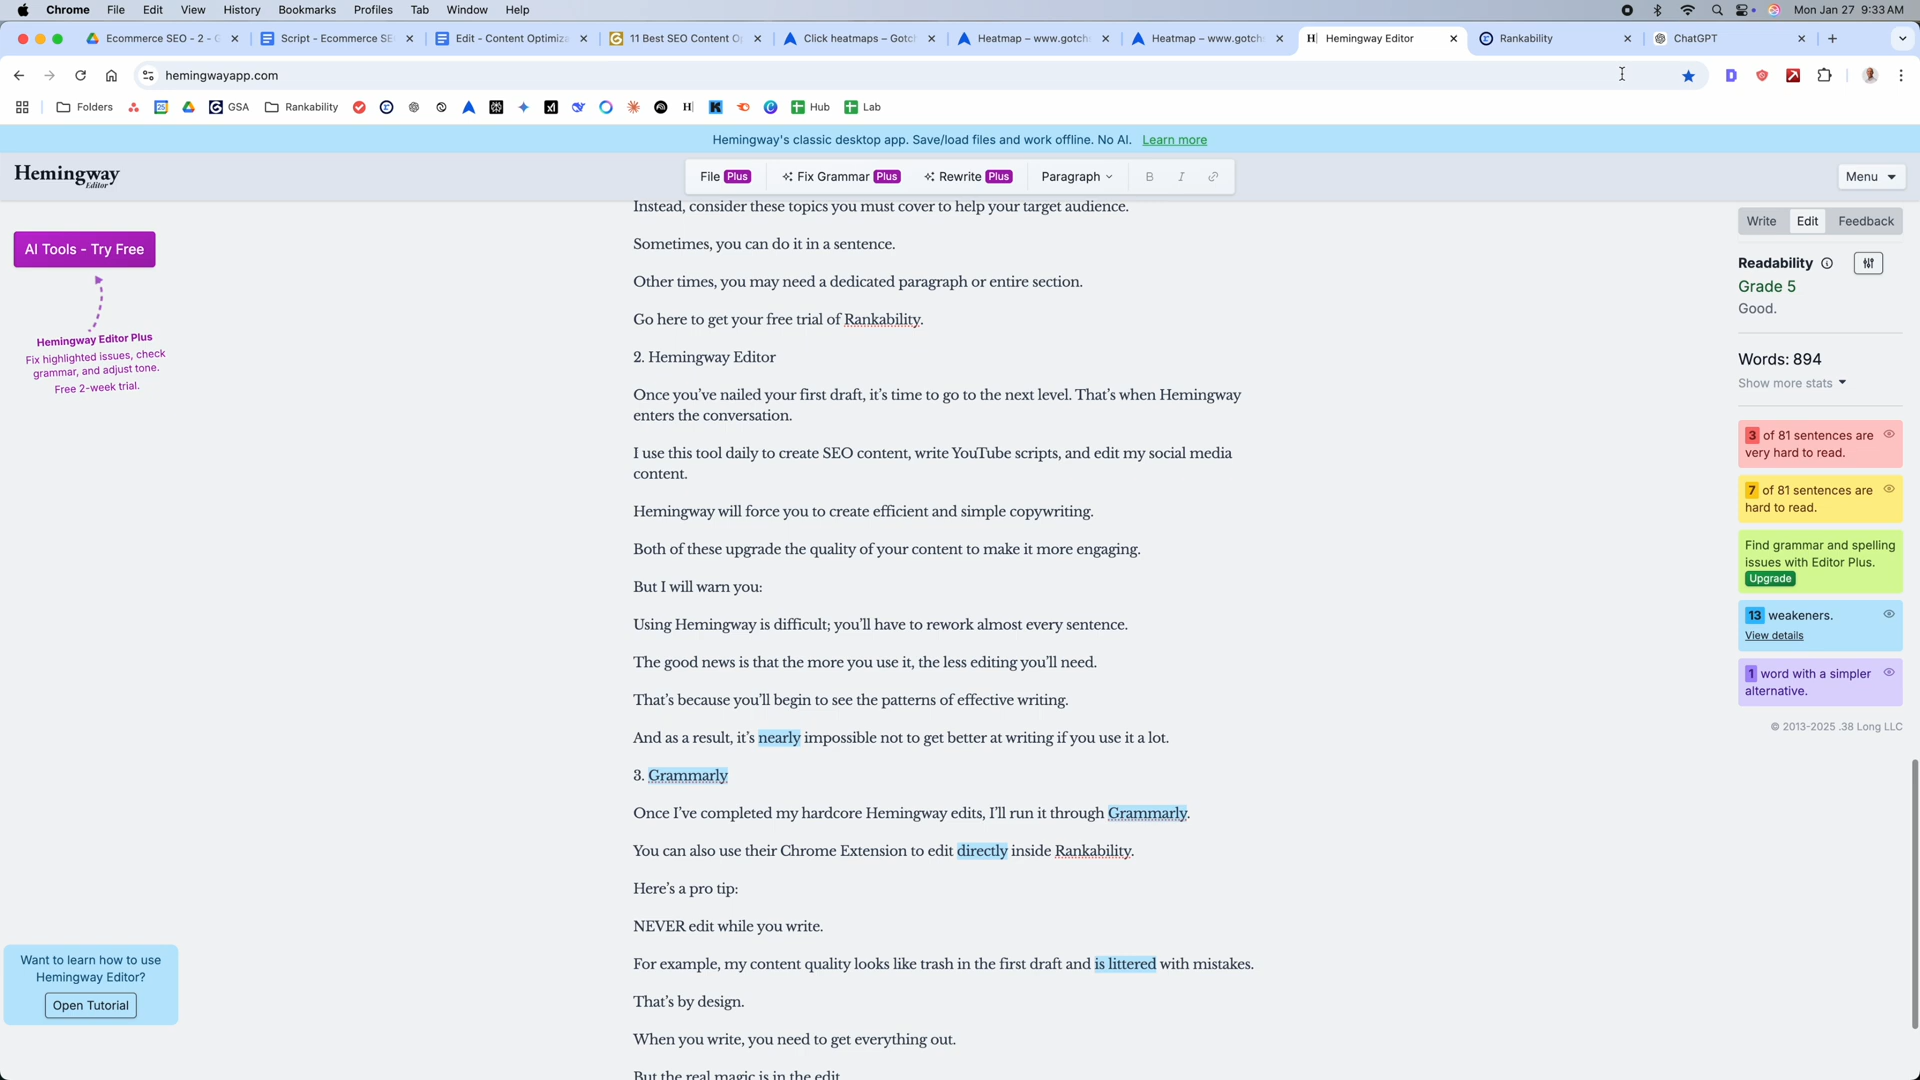 Chrome File Edit View History Bookmarks Profiles Tab Window Help
Mon Jan 27 9:33 AM
Ecommerce SEO - 2 - G
Script - Ecommerce SE
Edit - Content Optimiza
11 Best SEO Content O
Click heatmaps – Gotch
Heatmap – www.gotch
Heatmap – www.gotch
Hemingway Editor
Rankability
ChatGPT
hemingwayapp.com
Folders
GSA
Rankability
Hub
Lab
Hemingway's classic desktop app. Save/load files and work offline. No AI. Learn more
Hemingway
Editor
File Plus
Fix Grammar Plus
Rewrite Plus
Paragraph
B I
Menu
AI Tools - Try Free
Hemingway Editor Plus
Fix highlighted issues, check
grammar, and adjust tone.
Free 2-week trial.
Instead, consider these topics you must cover to help your target audience.
Sometimes, you can do it in a sentence.
Other times, you may need a dedicated paragraph or entire section.
Go here to get your free trial of Rankability.
2. Hemingway Editor
Once you’ve nailed your first draft, it’s time to go to the next level. That’s when Hemingway
enters the conversation.
I use this tool daily to create SEO content, write YouTube scripts, and edit my social media
content.
Hemingway will force you to create efficient and simple copywriting.
Both of these upgrade the quality of your content to make it more engaging.
But I will warn you:
Using Hemingway is difficult; you’ll have to rework almost every sentence.
The good news is that the more you use it, the less editing you’ll need.
That’s because you’ll begin to see the patterns of effective writing.
And as a result, it’s nearly impossible not to get better at writing if you use it a lot.
3. Grammarly
Once I’ve completed my hardcore Hemingway edits, I’ll run it through Grammarly.
You can also use their Chrome Extension to edit directly inside Rankability.
Here’s a pro tip:
NEVER edit while you write.
For example, my content quality looks like trash in the first draft and is littered with mistakes.
That’s by design.
When you write, you need to get everything out.
But the real magic is in the edit.
Write Edit Feedback
Readability
Grade 5
Good.
Words: 894
Show more stats
3 of 81 sentences are
very hard to read.
7 of 81 sentences are
hard to read.
Find grammar and spelling
issues with Editor Plus.
Upgrade
13 weakeners.
View details
1 word with a simpler
alternative.
© 2013-2025 .38 Long LLC
Want to learn how to use
Hemingway Editor?
Open Tutorial